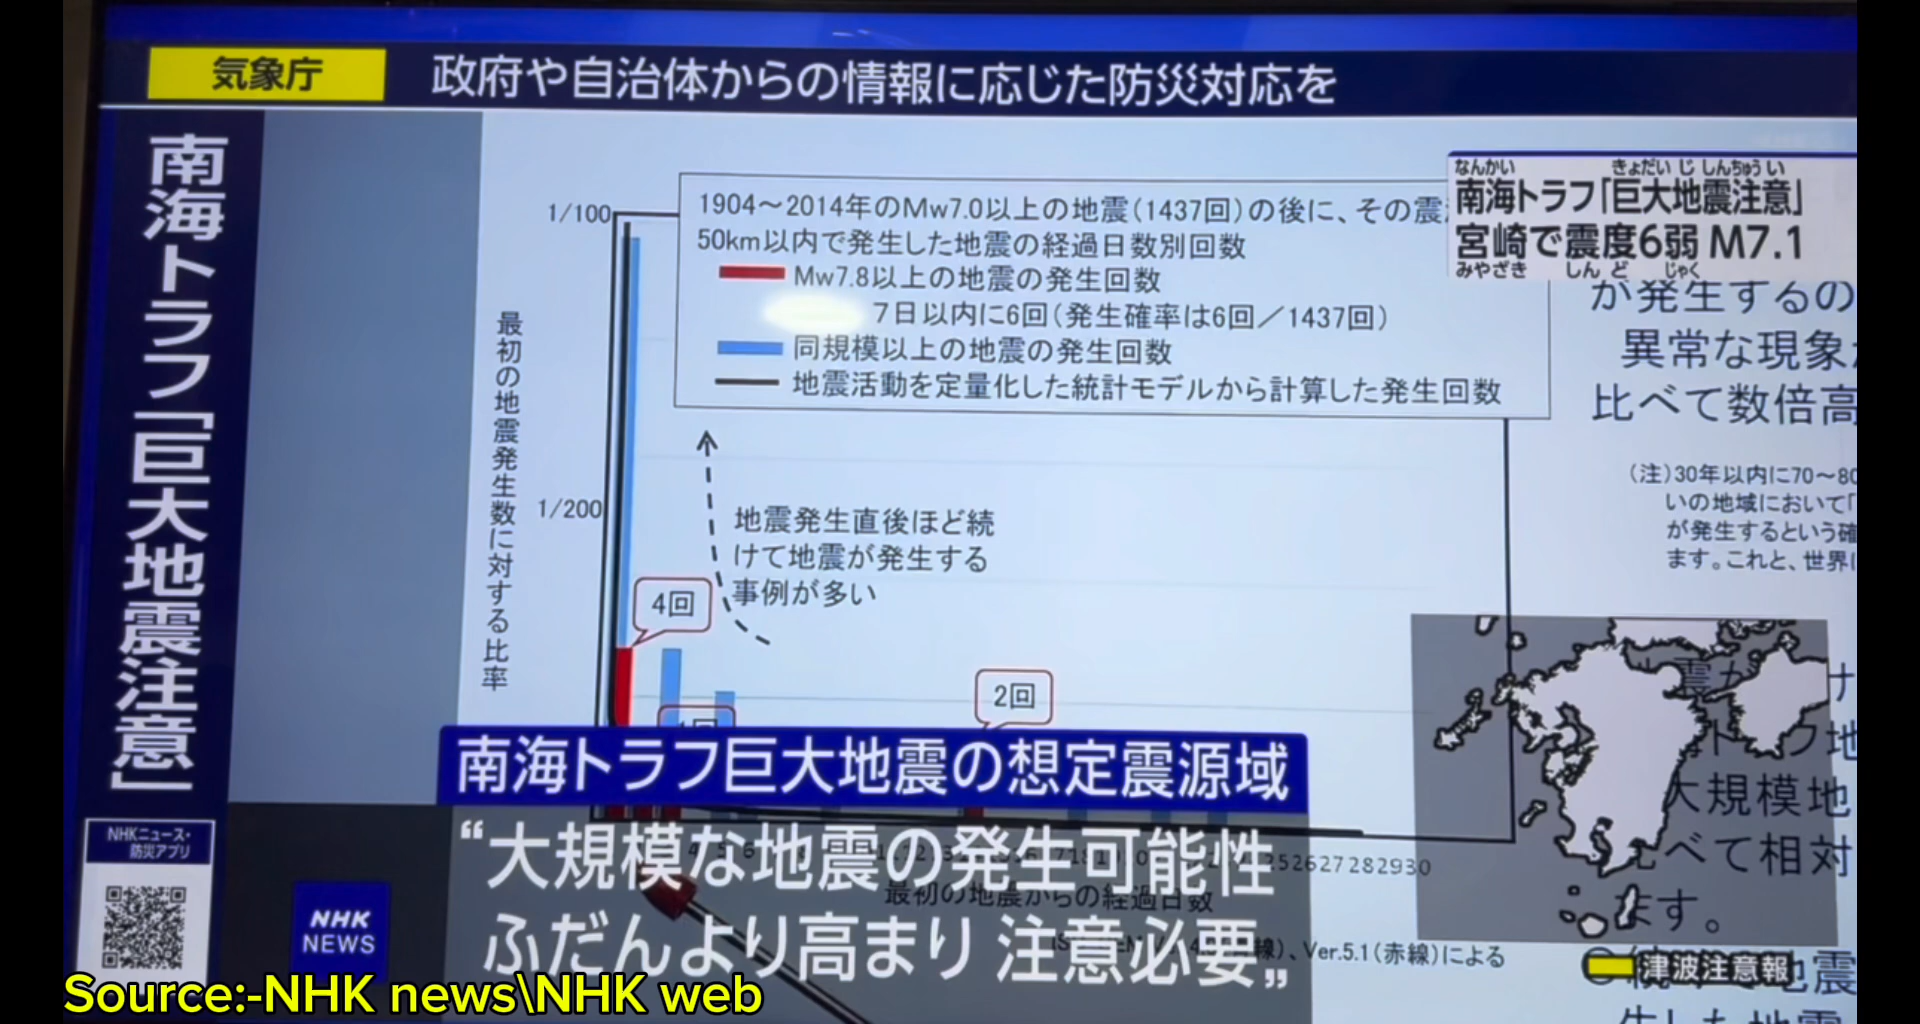 気象庁
政府や自治体からの情報に応じた防災対応を
南海トラフ「巨大地震注意」
なんかい きょだい じ しんちゅう い
南海トラフ「巨大地震注意」
宮崎で震度6弱 M7.1
みやざき しん ど じゃく
1904～2014年のMw7.0以上の地震(1437回)の後に、その震
50km以内で発生した地震の経過日数別回数
Mw7.8以上の地震の発生回数
7日以内に6回(発生確率は6回／1437回)
同規模以上の地震の発生回数
地震活動を定量化した統計モデルから計算した発生回数
1/100
1/200
最初の地震発生数に対する比率
地震発生直後ほど続
けて地震が発生する
事例が多い
4回
2回
が発生するの
異常な現象
比べて数倍高
(注)30年以内に70～80
いの地域において「
が発生するという確
ます。これと、世界
大規模地
比べて相対
ます。
南海トラフ巨大地震の想定震源域
“大規模な地震の発生可能性
ふだんより高まり 注意必要”
252627282930
最初の地震からの経過日数
線)、Ver.5.1(赤線)による
津波注意報
NHKニュース・
防災アプリ
NHK
NEWS
Source:-NHK news\NHK web